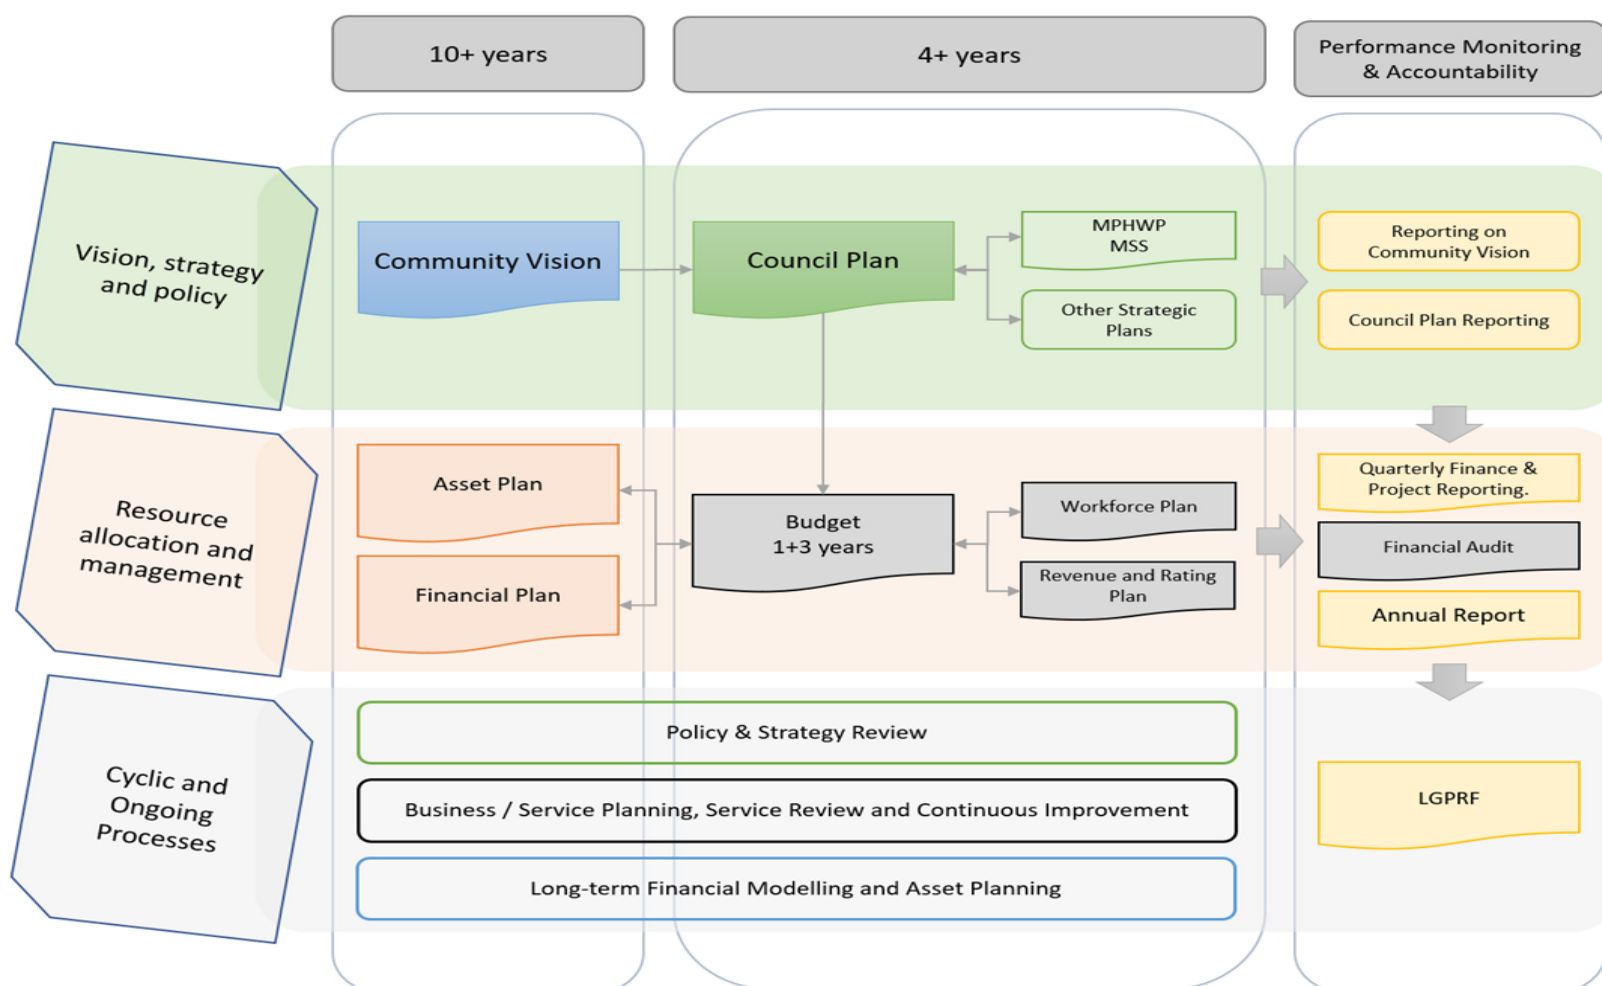 10+ years
4+ years
Performance Monitoring
& Accountability
Vision, strategy
and policy
Community Vision
Council Plan
MPHWP
MSS
Other Strategic
Plans
Reporting on
Community Vision
Council Plan Reporting
Resource
allocation and
management
Asset Plan
Financial Plan
Budget
1+3 years
Workforce Plan
Revenue and Rating
Plan
Quarterly Finance &
Project Reporting.
Financial Audit
Annual Report
Cyclic and
Ongoing
Processes
Policy & Strategy Review
Business / Service Planning, Service Review and Continuous Improvement
Long-term Financial Modelling and Asset Planning
LGPRF